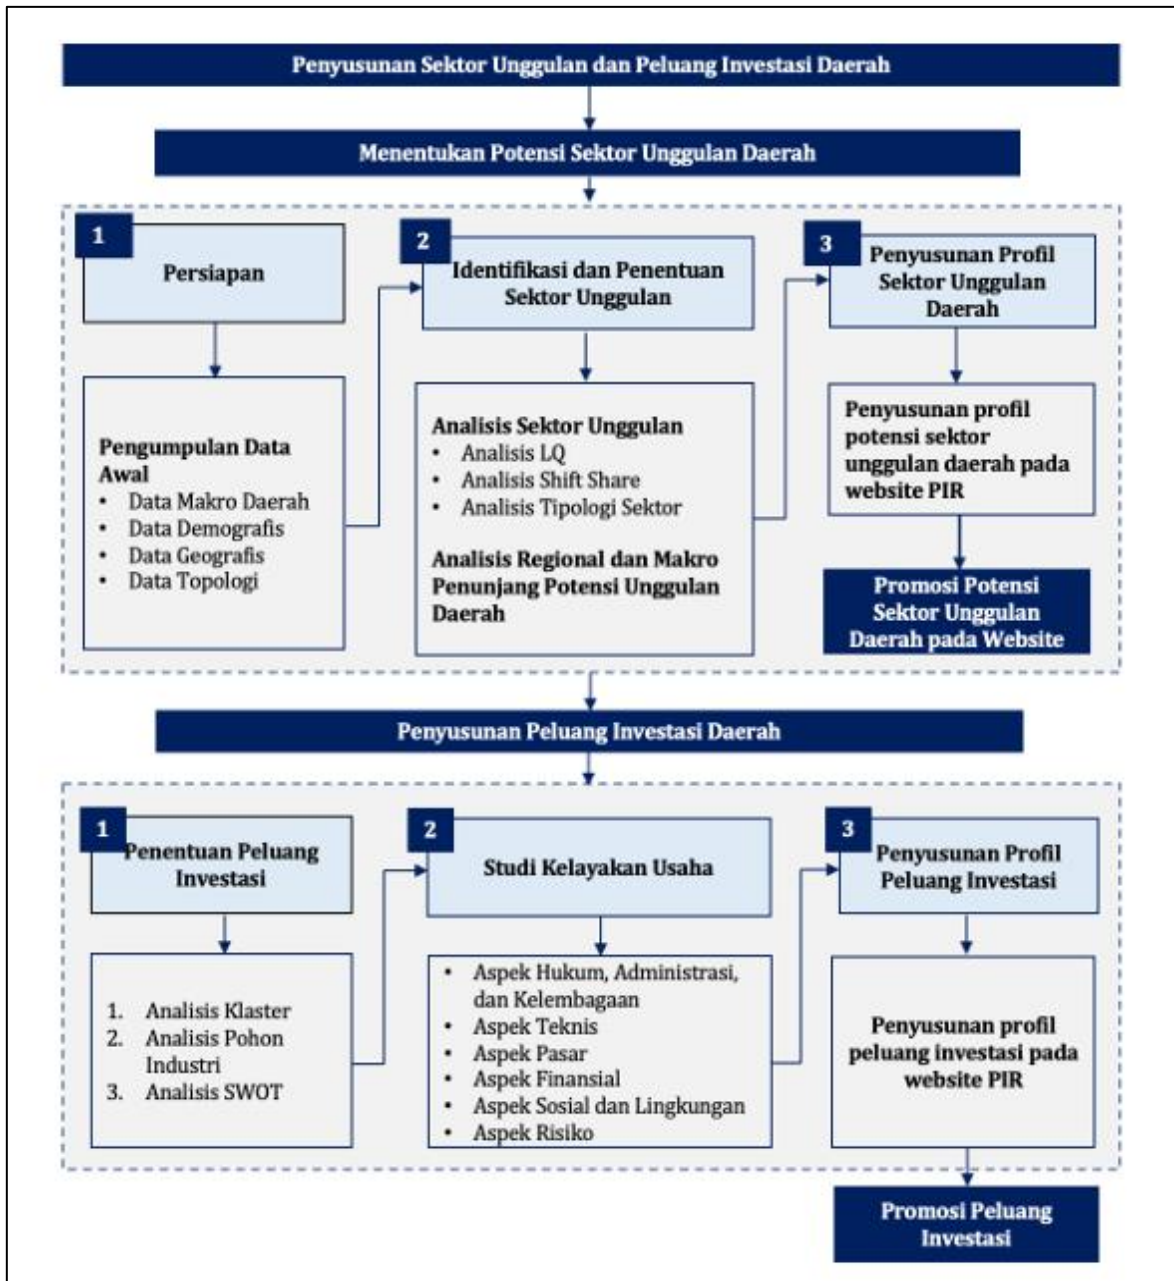 Penyusunan Sektor Unggulan dan Peluang Investasi Daerah
Menentukan Potensi Sektor Unggulan Daerah
1
Persiapan
Pengumpulan Data
Awal
• Data Makro Daerah
• Data Demografis
• Data Geografis
• Data Topologi
2
Identifikasi dan Penentuan
Sektor Unggulan
Analisis Sektor Unggulan
• Analisis LQ
• Analisis Shift Share
• Analisis Tipologi Sektor
Analisis Regional dan Makro
Penunjang Potensi Unggulan
Daerah
3
Penyusunan Profil
Sektor Unggulan
Daerah
Penyusunan profil
potensi sektor
unggulan daerah pada
website PIR
Promosi Potensi
Sektor Unggulan
Daerah pada Website
Penyusunan Peluang Investasi Daerah
1
Penentuan Peluang
Investasi
1. Analisis Klaster
2. Analisis Pohon
Industri
3. Analisis SWOT
2
Studi Kelayakan Usaha
• Aspek Hukum, Administrasi,
dan Kelembagaan
• Aspek Teknis
• Aspek Pasar
• Aspek Finansial
• Aspek Sosial dan Lingkungan
• Aspek Risiko
3
Penyusunan Profil
Peluang Investasi
Penyusunan profil
peluang investasi pada
website PIR
Promosi Peluang
Investasi